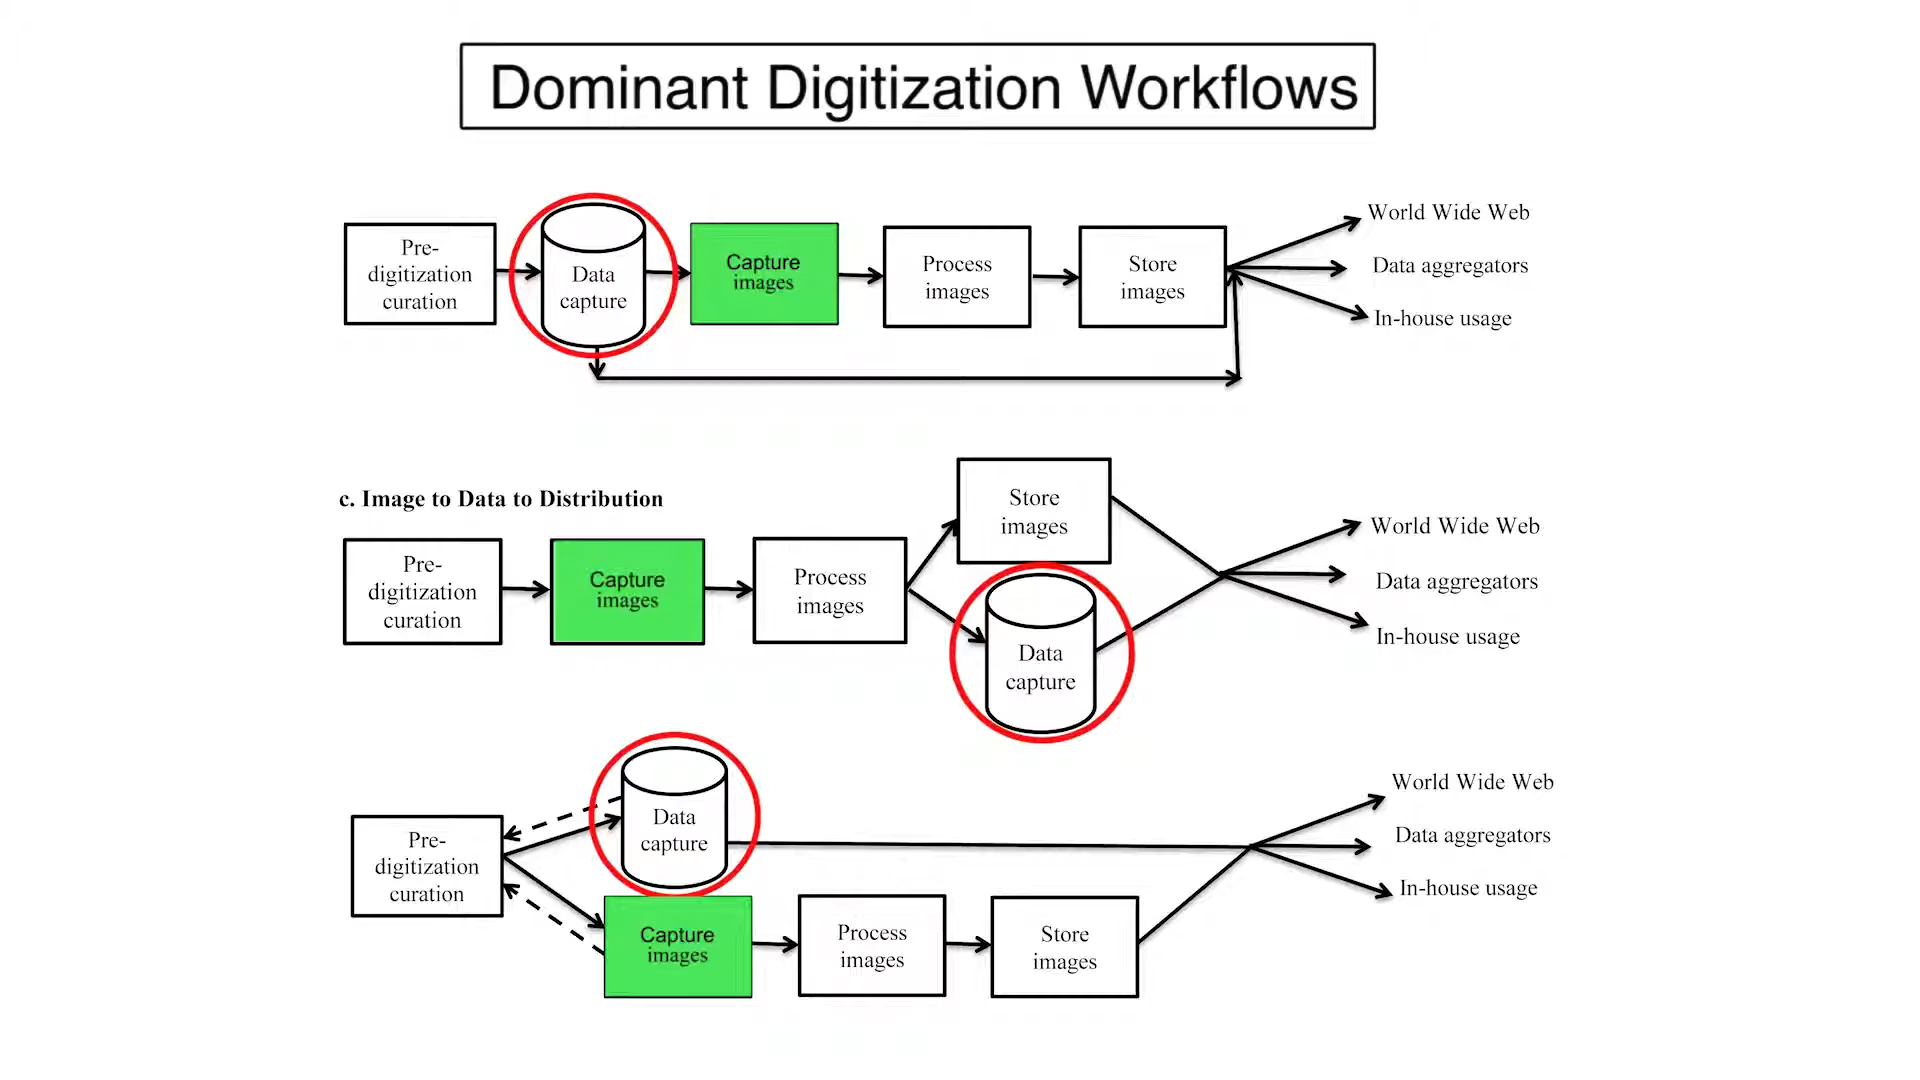 Dominant Digitization Workflows
Pre-
digitization
curation
Data
capture
Capture
images
Process
images
Store
images
World Wide Web
Data aggregators
In-house usage
c. Image to Data to Distribution
Pre-
digitization
curation
Capture
images
Process
images
Store
images
Data
capture
World Wide Web
Data aggregators
In-house usage
Pre-
digitization
curation
Data
capture
Capture
images
Process
images
Store
images
World Wide Web
Data aggregators
In-house usage